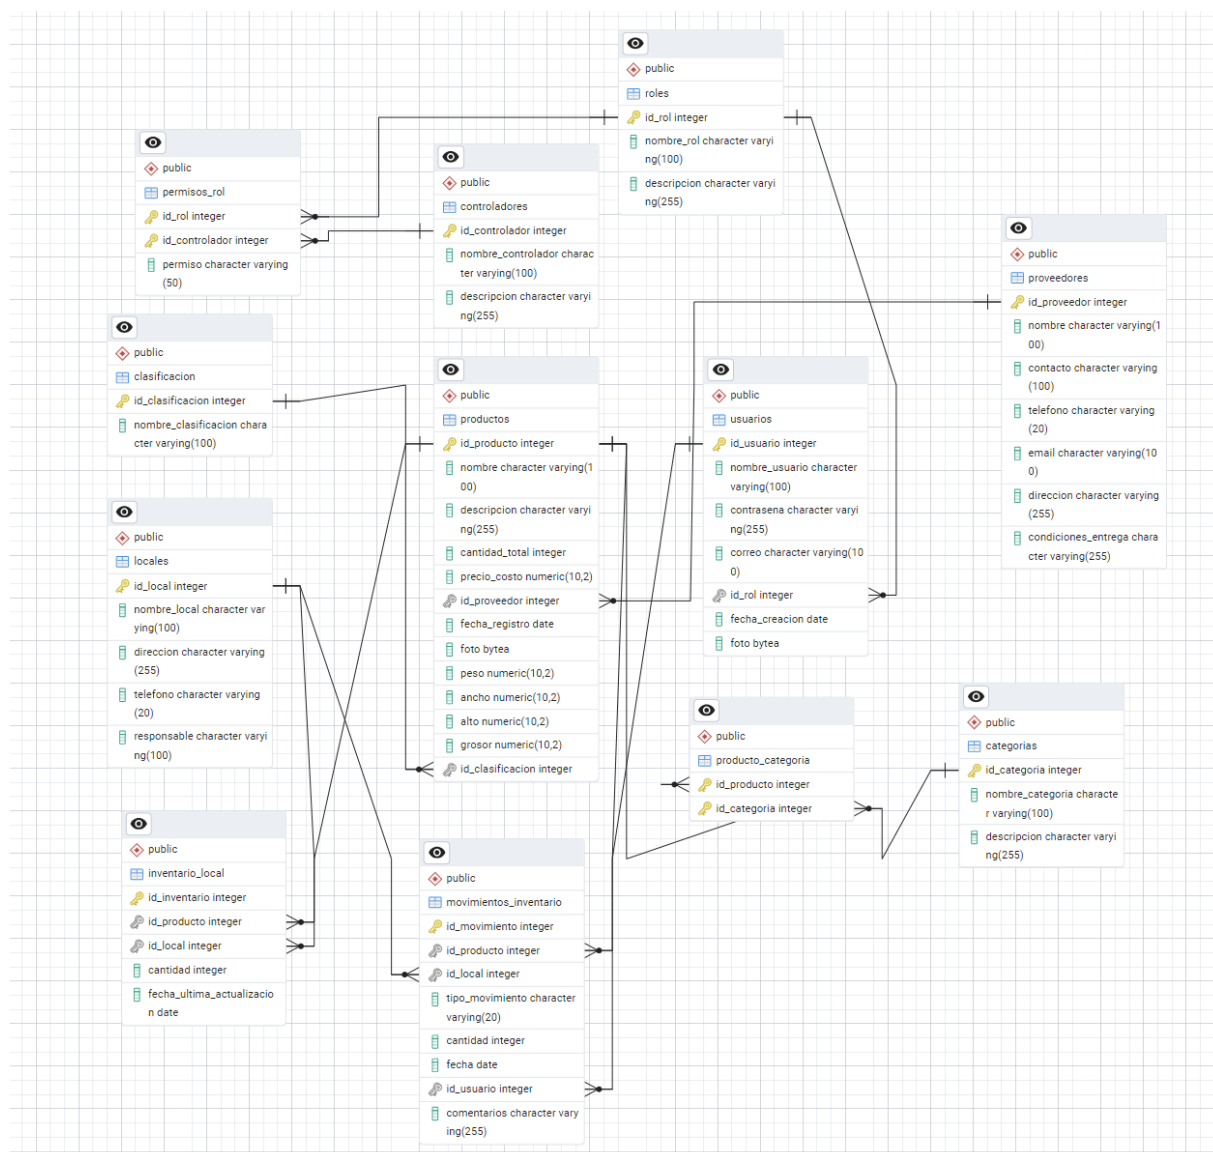 public
roles
id_rol integer
nombre_rol character varyi
ng(100)
descripcion character varyi
ng(255)
public
permisos_rol
id_rol integer
id_controlador integer
permiso character varying
(50)
public
controladores
id_controlador integer
nombre_controlador charac
ter varying(100)
descripcion character varyi
ng(255)
public
proveedores
id_proveedor integer
nombre character varying(1
00)
contacto character varying
(100)
telefono character varying
(20)
email character varying(10
0)
direccion character varying
(255)
condiciones_entrega chara
cter varying(255)
public
clasificacion
id_clasificacion integer
nombre_clasificacion chara
cter varying(100)
public
productos
id_producto integer
nombre character varying(1
00)
descripcion character varyi
ng(255)
cantidad_total integer
precio_costo numeric(10,2)
id_proveedor integer
fecha_registro date
foto bytea
peso numeric(10,2)
ancho numeric(10,2)
alto numeric(10,2)
grosor numeric(10,2)
id_clasificacion integer
public
usuarios
id_usuario integer
nombre_usuario character
varying(100)
contrasena character varyi
ng(255)
correo character varying(10
0)
id_rol integer
fecha_creacion date
foto bytea
public
locales
id_local integer
nombre_local character var
ying(100)
direccion character varying
(255)
telefono character varying
(20)
responsable character varyi
ng(100)
public
producto_categoria
id_producto integer
id_categoria integer
public
categorias
id_categoria integer
nombre_categoria characte
r varying(100)
descripcion character varyi
ng(255)
public
inventario_local
id_inventario integer
id_producto integer
id_local integer
cantidad integer
fecha_ultima_actualizacio
n date
public
movimientos_inventario
id_movimiento integer
id_producto integer
id_local integer
tipo_movimiento character
varying(20)
cantidad integer
fecha date
id_usuario integer
comentarios character vary
ing(255)